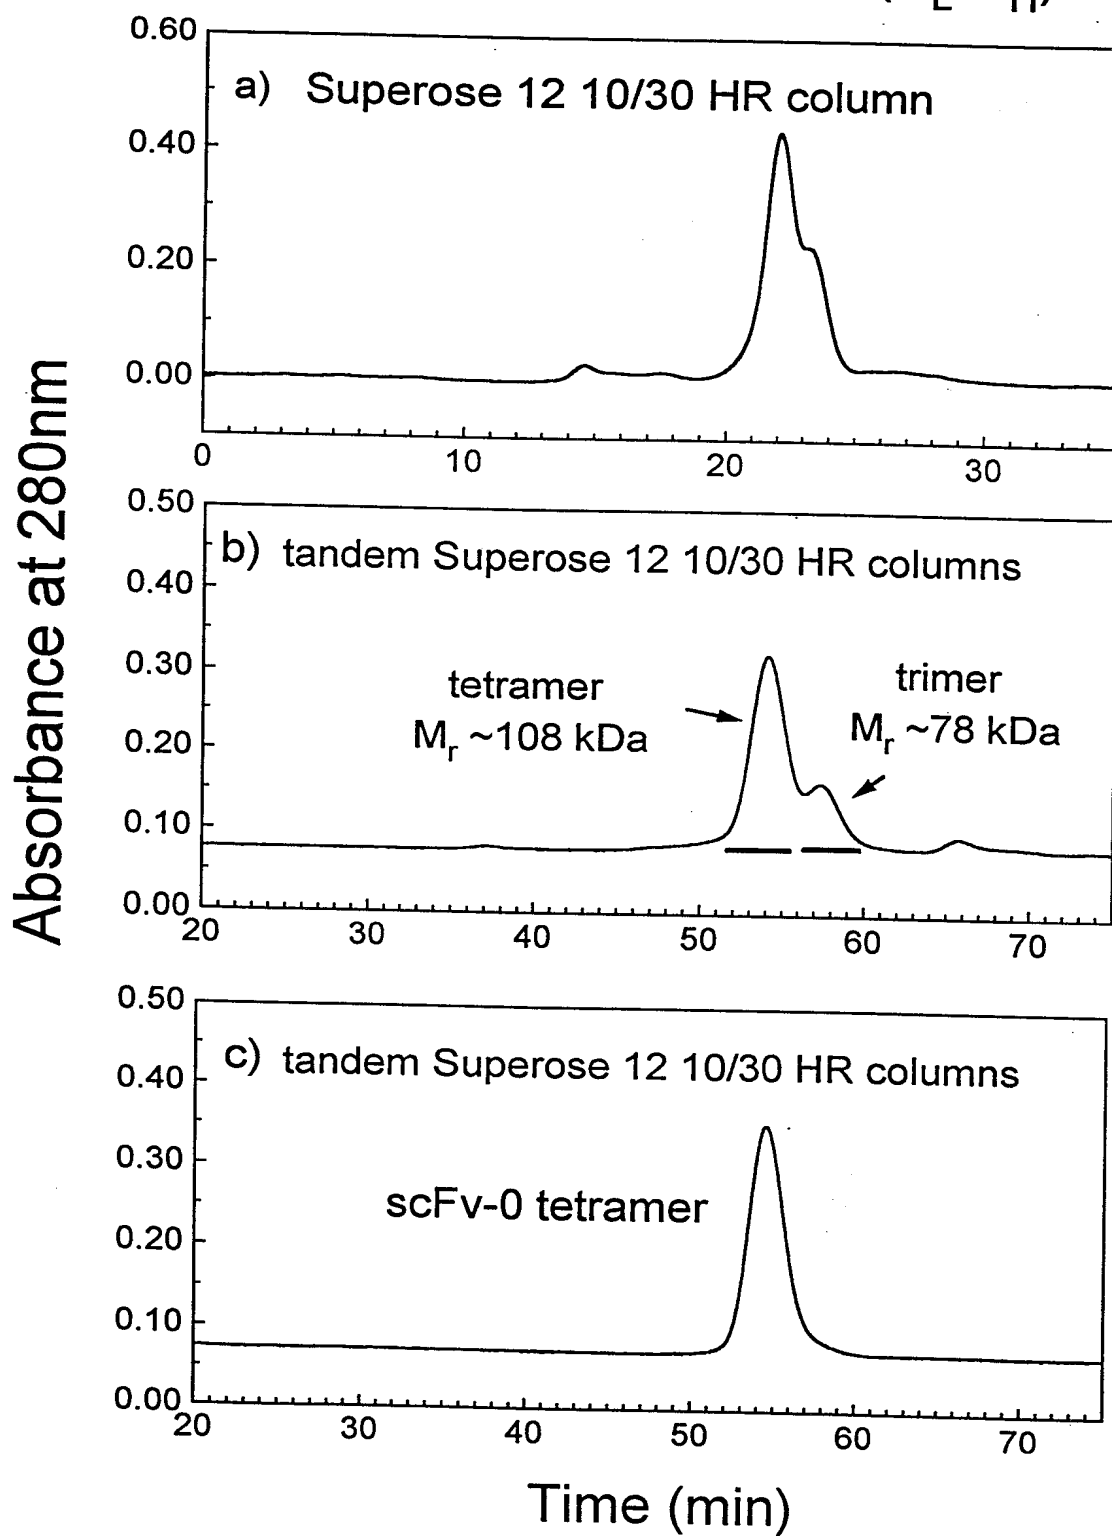 a) Superose 12 10/30 HR column
0.60
0.40
0.20
0.00
0 10 20 30
Absorbance at 280nm
b) tandem Superose 12 10/30 HR columns
0.50
0.40
0.30
0.20
0.10
0.00
tetramer
Mr ~108 kDa
trimer
Mr ~78 kDa
20 30 40 50 60 70
c) tandem Superose 12 10/30 HR columns
0.50
0.40
0.30
0.20
0.10
0.00
scFv-0 tetramer
20 30 40 50 60 70
Time (min)